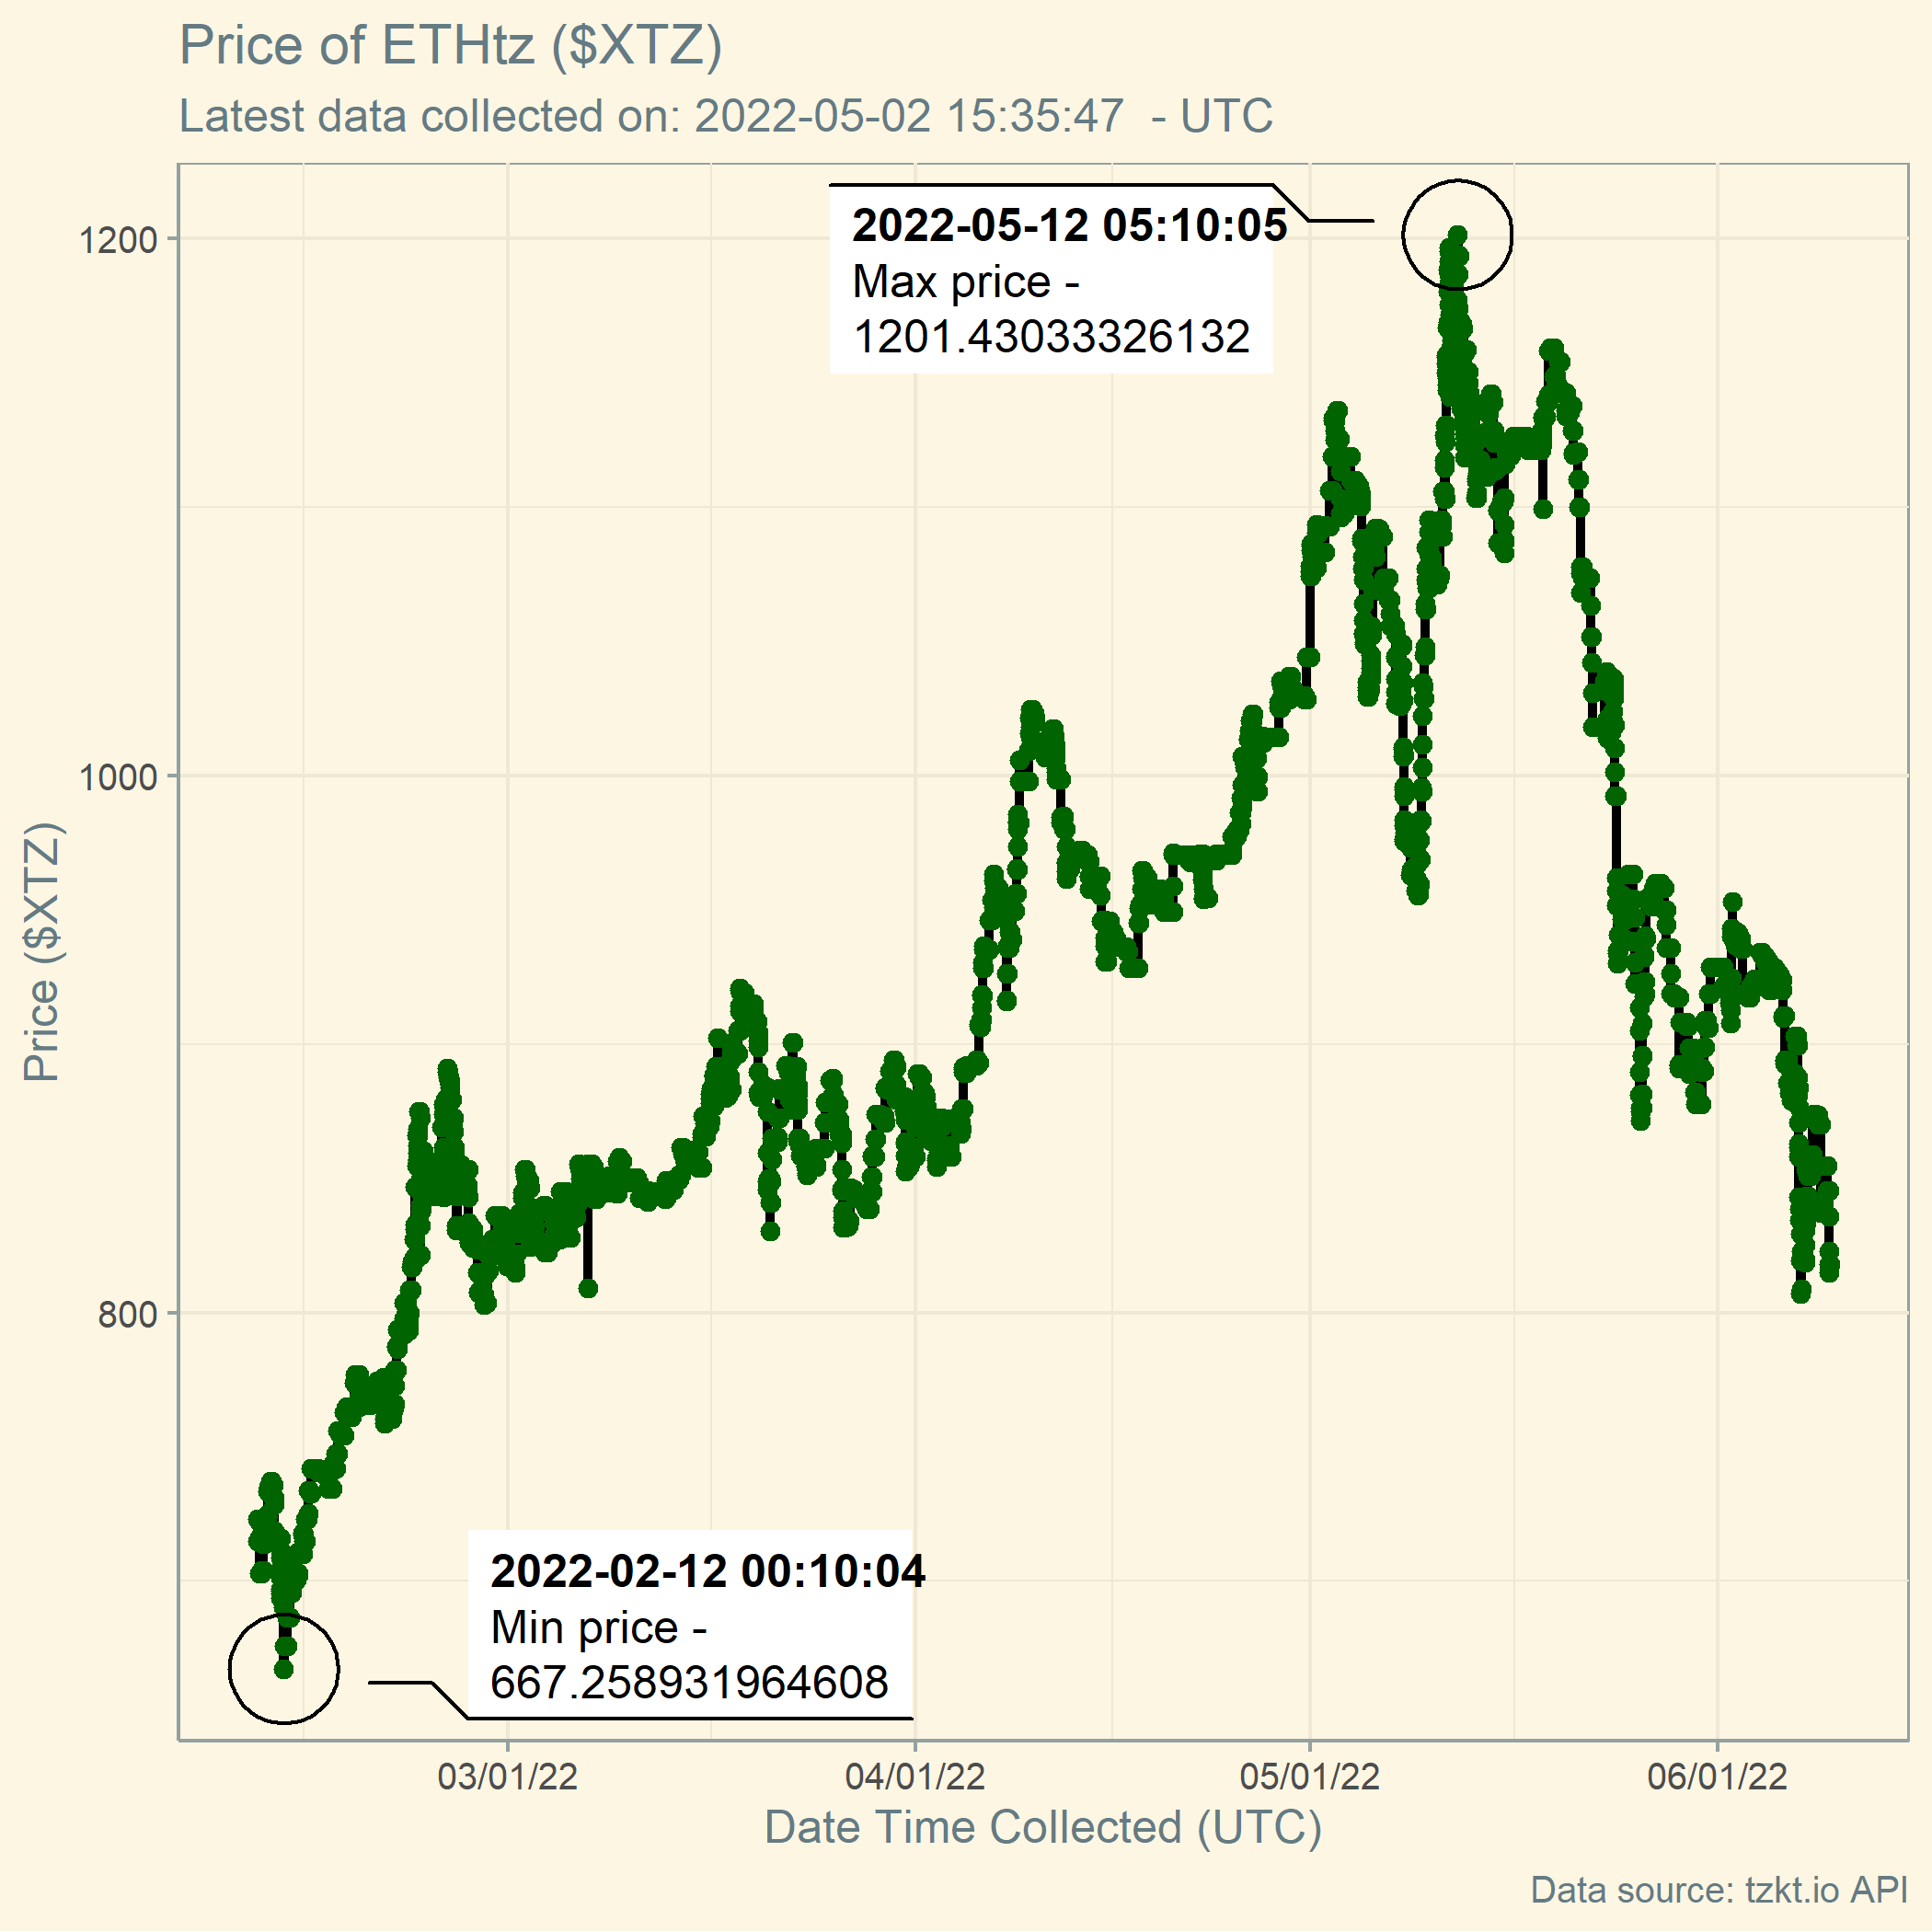 Price of ETHtz ($XTZ)
Latest data collected on: 2022-05-02 15:35:47  - UTC
2022-05-12 05:10:05
Max price -
1201.43033326132
1200
1000
800
Price ($XTZ)
2022-02-12 00:10:04
Min price -
667.258931964608
03/01/22
04/01/22
05/01/22
06/01/22
Date Time Collected (UTC)
Data source: tzkt.io API